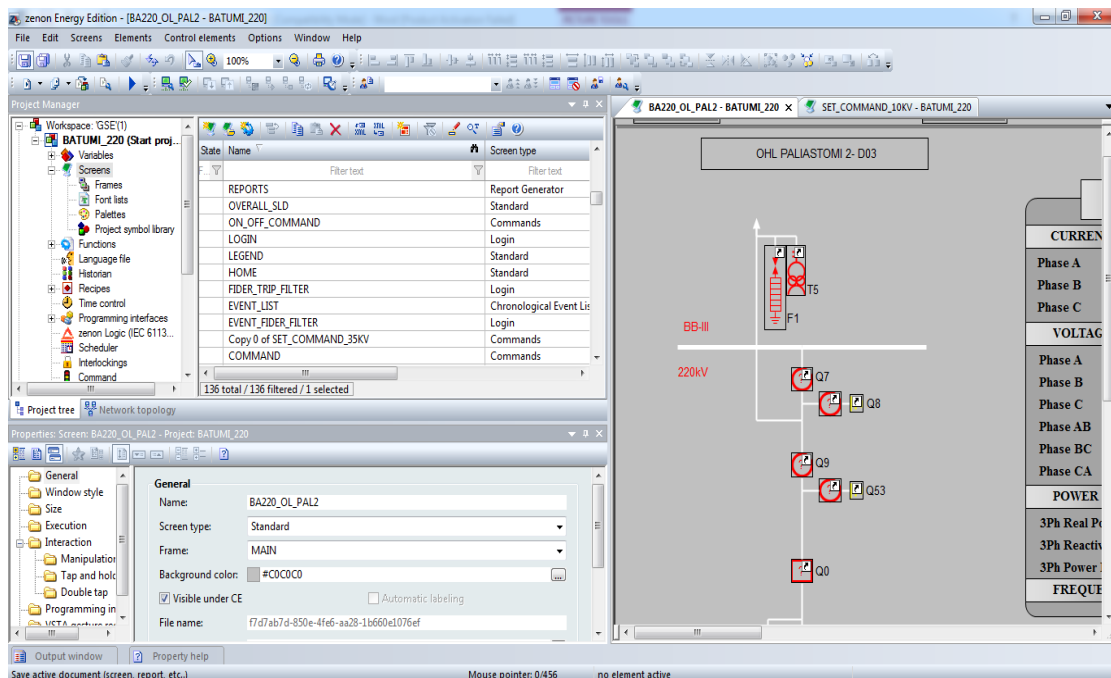 zenon Energy Edition - [BA220_OL_PAL2 - BATUMI_220]
File Edit Screens Elements Control elements Options Window Help
100%
Project Manager
Workspace: 'GSE'(1)
BATUMI_220 (Start proj...
Variables
Screens
Frames
Font lists
Palettes
Project symbol library
Functions
Language file
Historian
Recipes
Time control
Programming interfaces
zenon Logic (IEC 6113...
Scheduler
Interlockings
Command
State Name Screen type
F... Filter text Filter text
REPORTS Report Generator
OVERALL_SLD Standard
ON_OFF_COMMAND Commands
LOGIN Login
LEGEND Standard
HOME Standard
FIDER_TRIP_FILTER Login
EVENT_LIST Chronological Event Lis
EVENT_FIDER_FILTER Login
Copy 0 of SET_COMMAND_35KV Commands
COMMAND Commands
136 total / 136 filtered / 1 selected
Project tree Network topology
Properties: Screen: BA220_OL_PAL2 - Project: BATUMI_220
General
Window style
Size
Execution
Interaction
Manipulation
Tap and hold
Double tap
Programming in
General
Name: BA220_OL_PAL2
Screen type: Standard
Frame: MAIN
Background color: #C0C0C0
Visible under CE Automatic labeling
File name: f7d7ab7d-850e-4fe6-aa28-1b660e1076ef
Output window Property help
Save active document (screen, report, etc..) Mouse pointer: 0/456 no element active
BA220_OL_PAL2 - BATUMI_220 SET_COMMAND_10KV - BATUMI_220
OHL PALIASTOMI 2- D03
T5
F1
BB-III
220kV
Q7
Q8
Q9
Q53
Q0
CURREN
Phase A
Phase B
Phase C
VOLTAG
Phase A
Phase B
Phase C
Phase AB
Phase BC
Phase CA
POWER
3Ph Real Po
3Ph Reactiv
3Ph Power
FREQUE